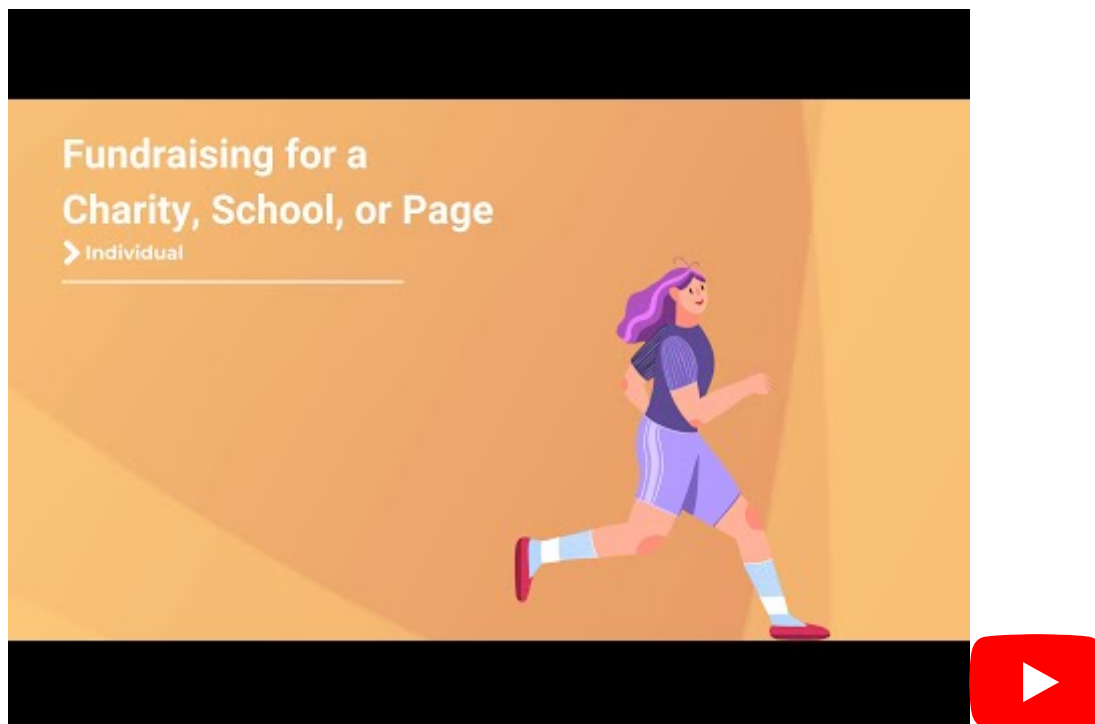 Fundraising for a
Charity, School, or Page
Individual